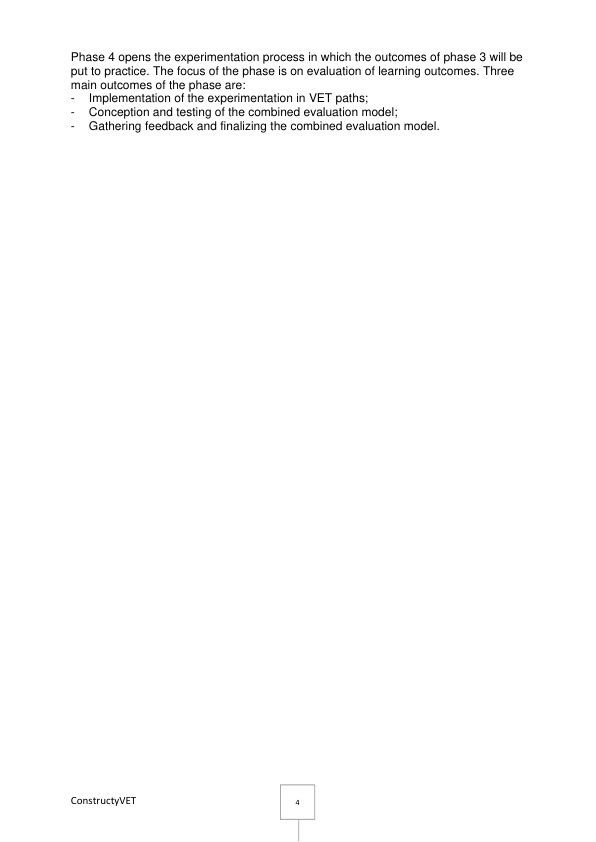 Phase 4 opens the experimentation process in which the outcomes of phase 3 will be
put to practice. The focus of the phase is on evaluation of learning outcomes. Three
main outcomes of the phase are:
- Implementation of the experimentation in VET paths;
- Conception and testing of the combined evaluation model;
- Gathering feedback and finalizing the combined evaluation model.
ConstructyVET
4